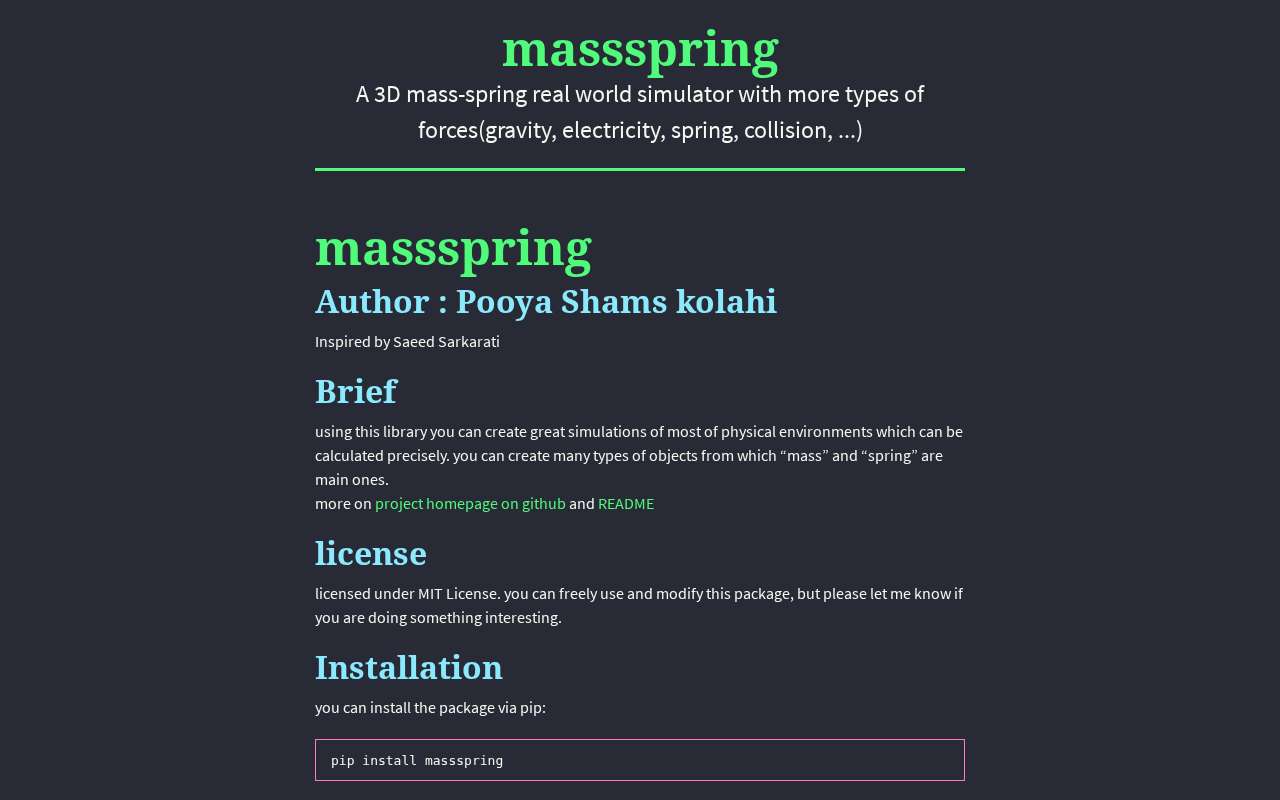 massspring
A 3D mass-spring real world simulator with more types of
forces(gravity, electricity, spring, collision, ...)
massspring
Author : Pooya Shams kolahi
Inspired by Saeed Sarkarati
Brief
using this library you can create great simulations of most of physical environments which can be
calculated precisely. you can create many types of objects from which “mass” and “spring” are
main ones.
more on project homepage on github and README
license
licensed under MIT License. you can freely use and modify this package, but please let me know if
you are doing something interesting.
Installation
you can install the package via pip:
pip install massspring